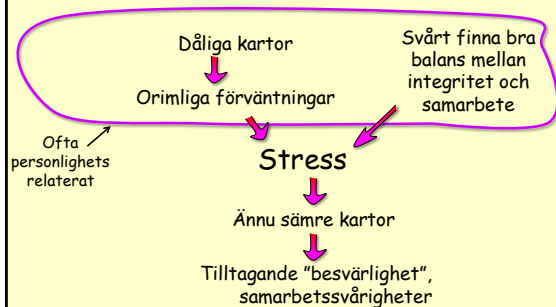 Dåliga kartor
Orimliga förväntningar
Svårt finna bra
balans mellan
integritet och
samarbete
Ofta
personlighets
relaterat
Stress
Ännu sämre kartor
Tilltagande ”besvärlighet”,
samarbetssvårigheter